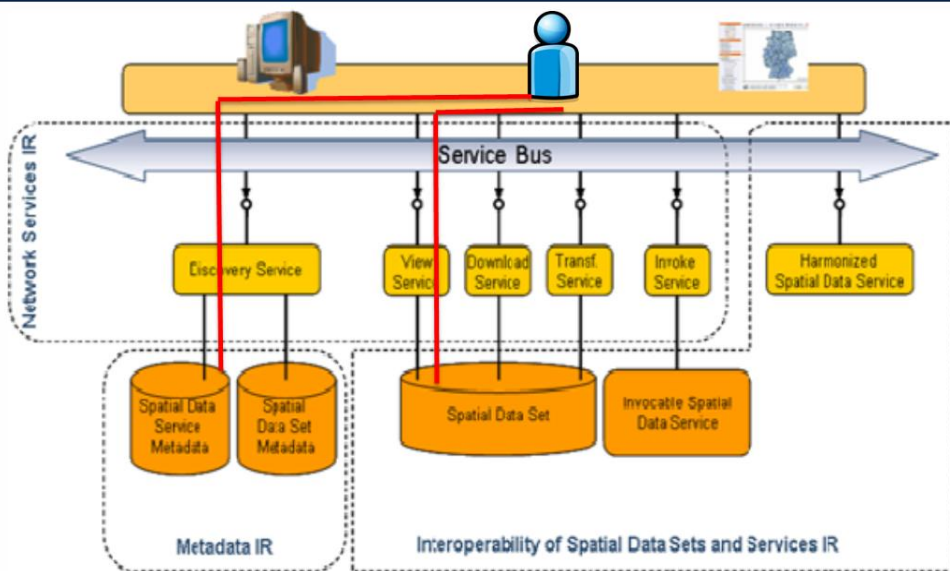 Service Bus
Network Services IR
Discovery Service
View
Service
Download
Service
Transf.
Service
Invoke
Service
Harmonized
Spatial Data Service
Spatial Data
Service
Metadata
Spatial
Data Set
Metadata
Spatial Data Set
Invocable Spatial
Data Service
Metadata IR
Interoperability of Spatial Data Sets and Services IR